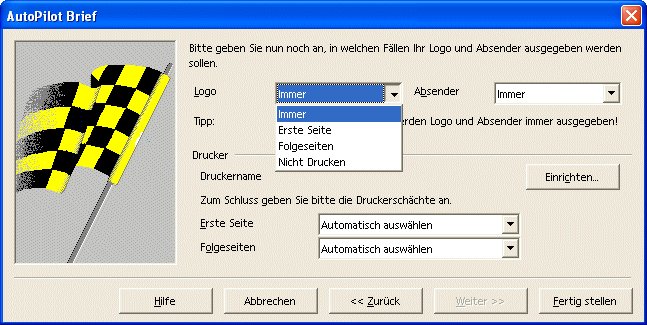 AutoPilot Brief
Bitte geben Sie nun noch an, in welchen Fällen Ihr Logo und Absender ausgegeben werden
sollen.
Logo Immer Absender Immer
Immer
Tipp: erden Logo und Absender immer ausgegeben!
Erste Seite
Folgeseiten
Nicht Drucken
Drucker
Druckername Einrichten...
Zum Schluss geben Sie bitte die Druckerschächte an.
Erste Seite Automatisch auswählen
Folgeseiten Automatisch auswählen
Hilfe Abbrechen << Zurück Weiter >> Fertig stellen